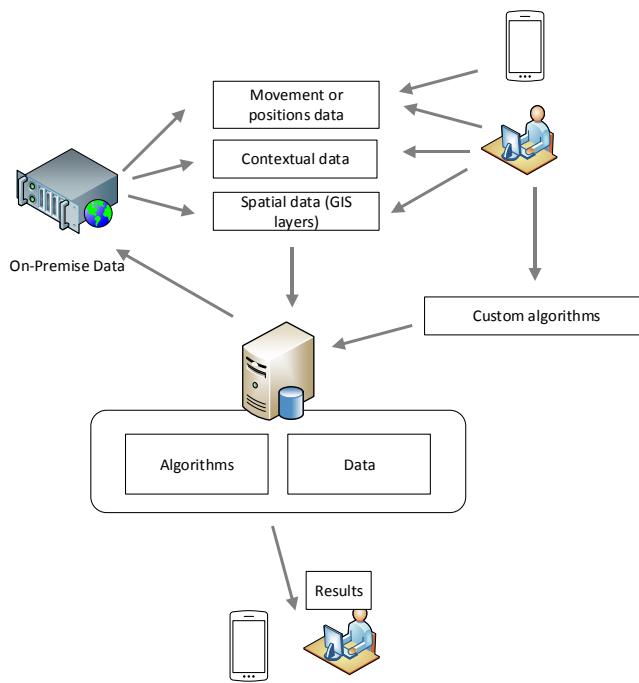 Movement or
positions data
Contextual data
Spatial data (GIS
layers)
On-Premise Data
Custom algorithms
Algorithms
Data
Results